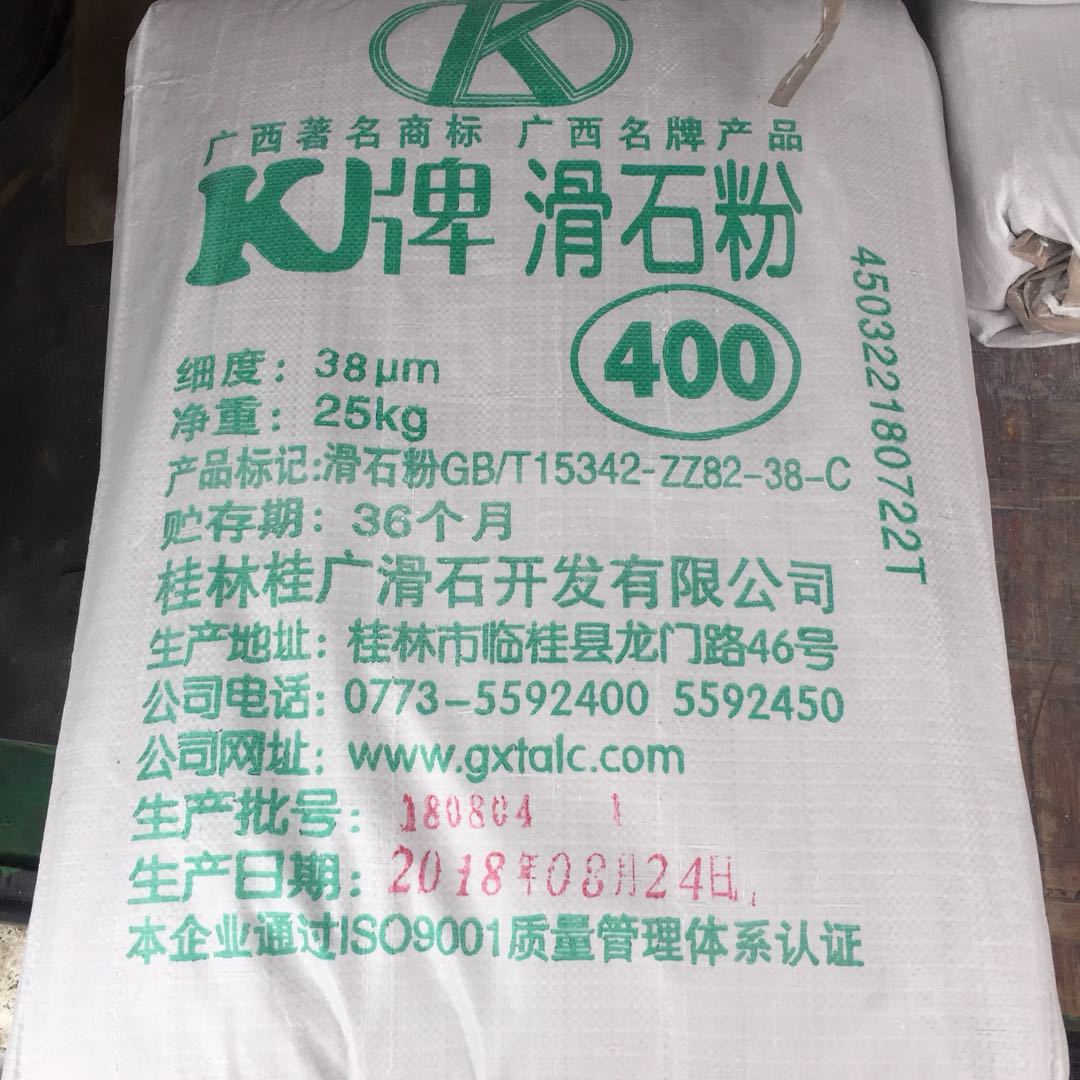 K
广西著名商标 广西名牌产品
K牌 滑石粉
400
细度：38μm
净重：25kg
产品标记:滑石粉GB/T15342-ZZ82-38-C
贮存期：36个月
桂林桂广滑石开发有限公司
生产地址：桂林市临桂县龙门路46号
公司电话：0773-5592400 5592450
公司网址：www.gxtalc.com
生产批号：180804 1
生产日期：2018年08月24日
本企业通过ISO9001质量管理体系认证
450322180722T